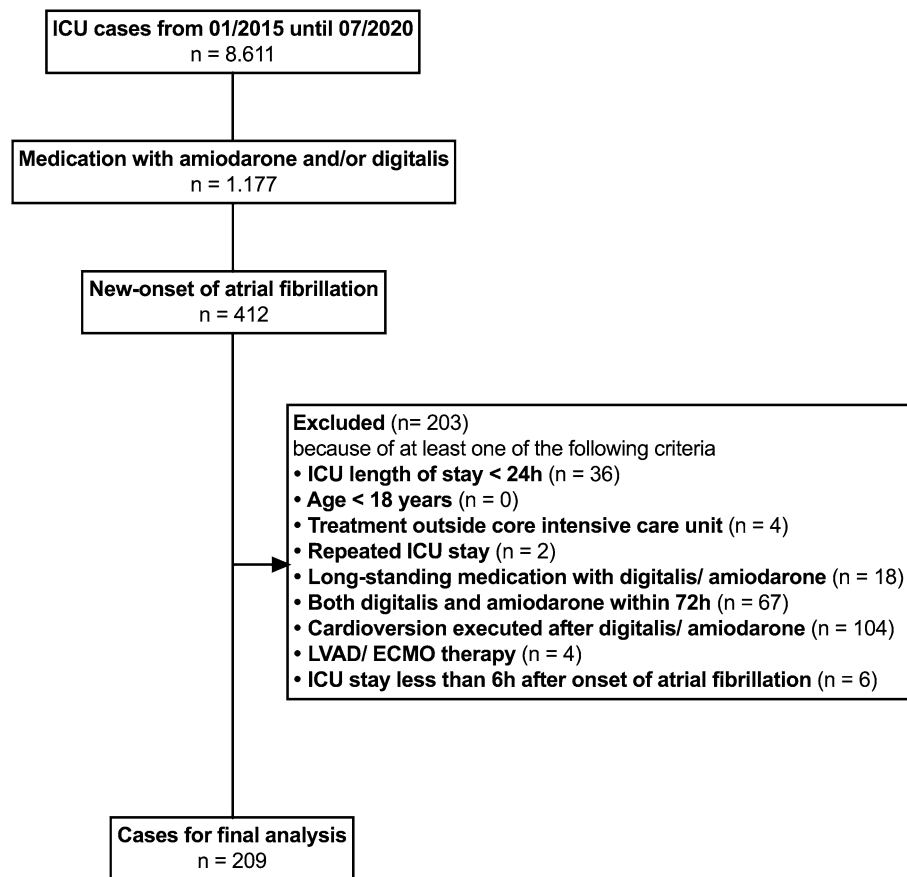 ICU cases from 01/2015 until 07/2020
n = 8.611
Medication with amiodarone and/or digitalis
n = 1.177
New-onset of atrial fibrillation
n = 412
Excluded (n= 203)
because of at least one of the following criteria
• ICU length of stay < 24h (n = 36)
• Age < 18 years (n = 0)
• Treatment outside core intensive care unit (n = 4)
• Repeated ICU stay (n = 2)
• Long-standing medication with digitalis/ amiodarone (n = 18)
• Both digitalis and amiodarone within 72h (n = 67)
• Cardioversion executed after digitalis/ amiodarone (n = 104)
• LVAD/ ECMO therapy (n = 4)
• ICU stay less than 6h after onset of atrial fibrillation (n = 6)
Cases for final analysis
n = 209